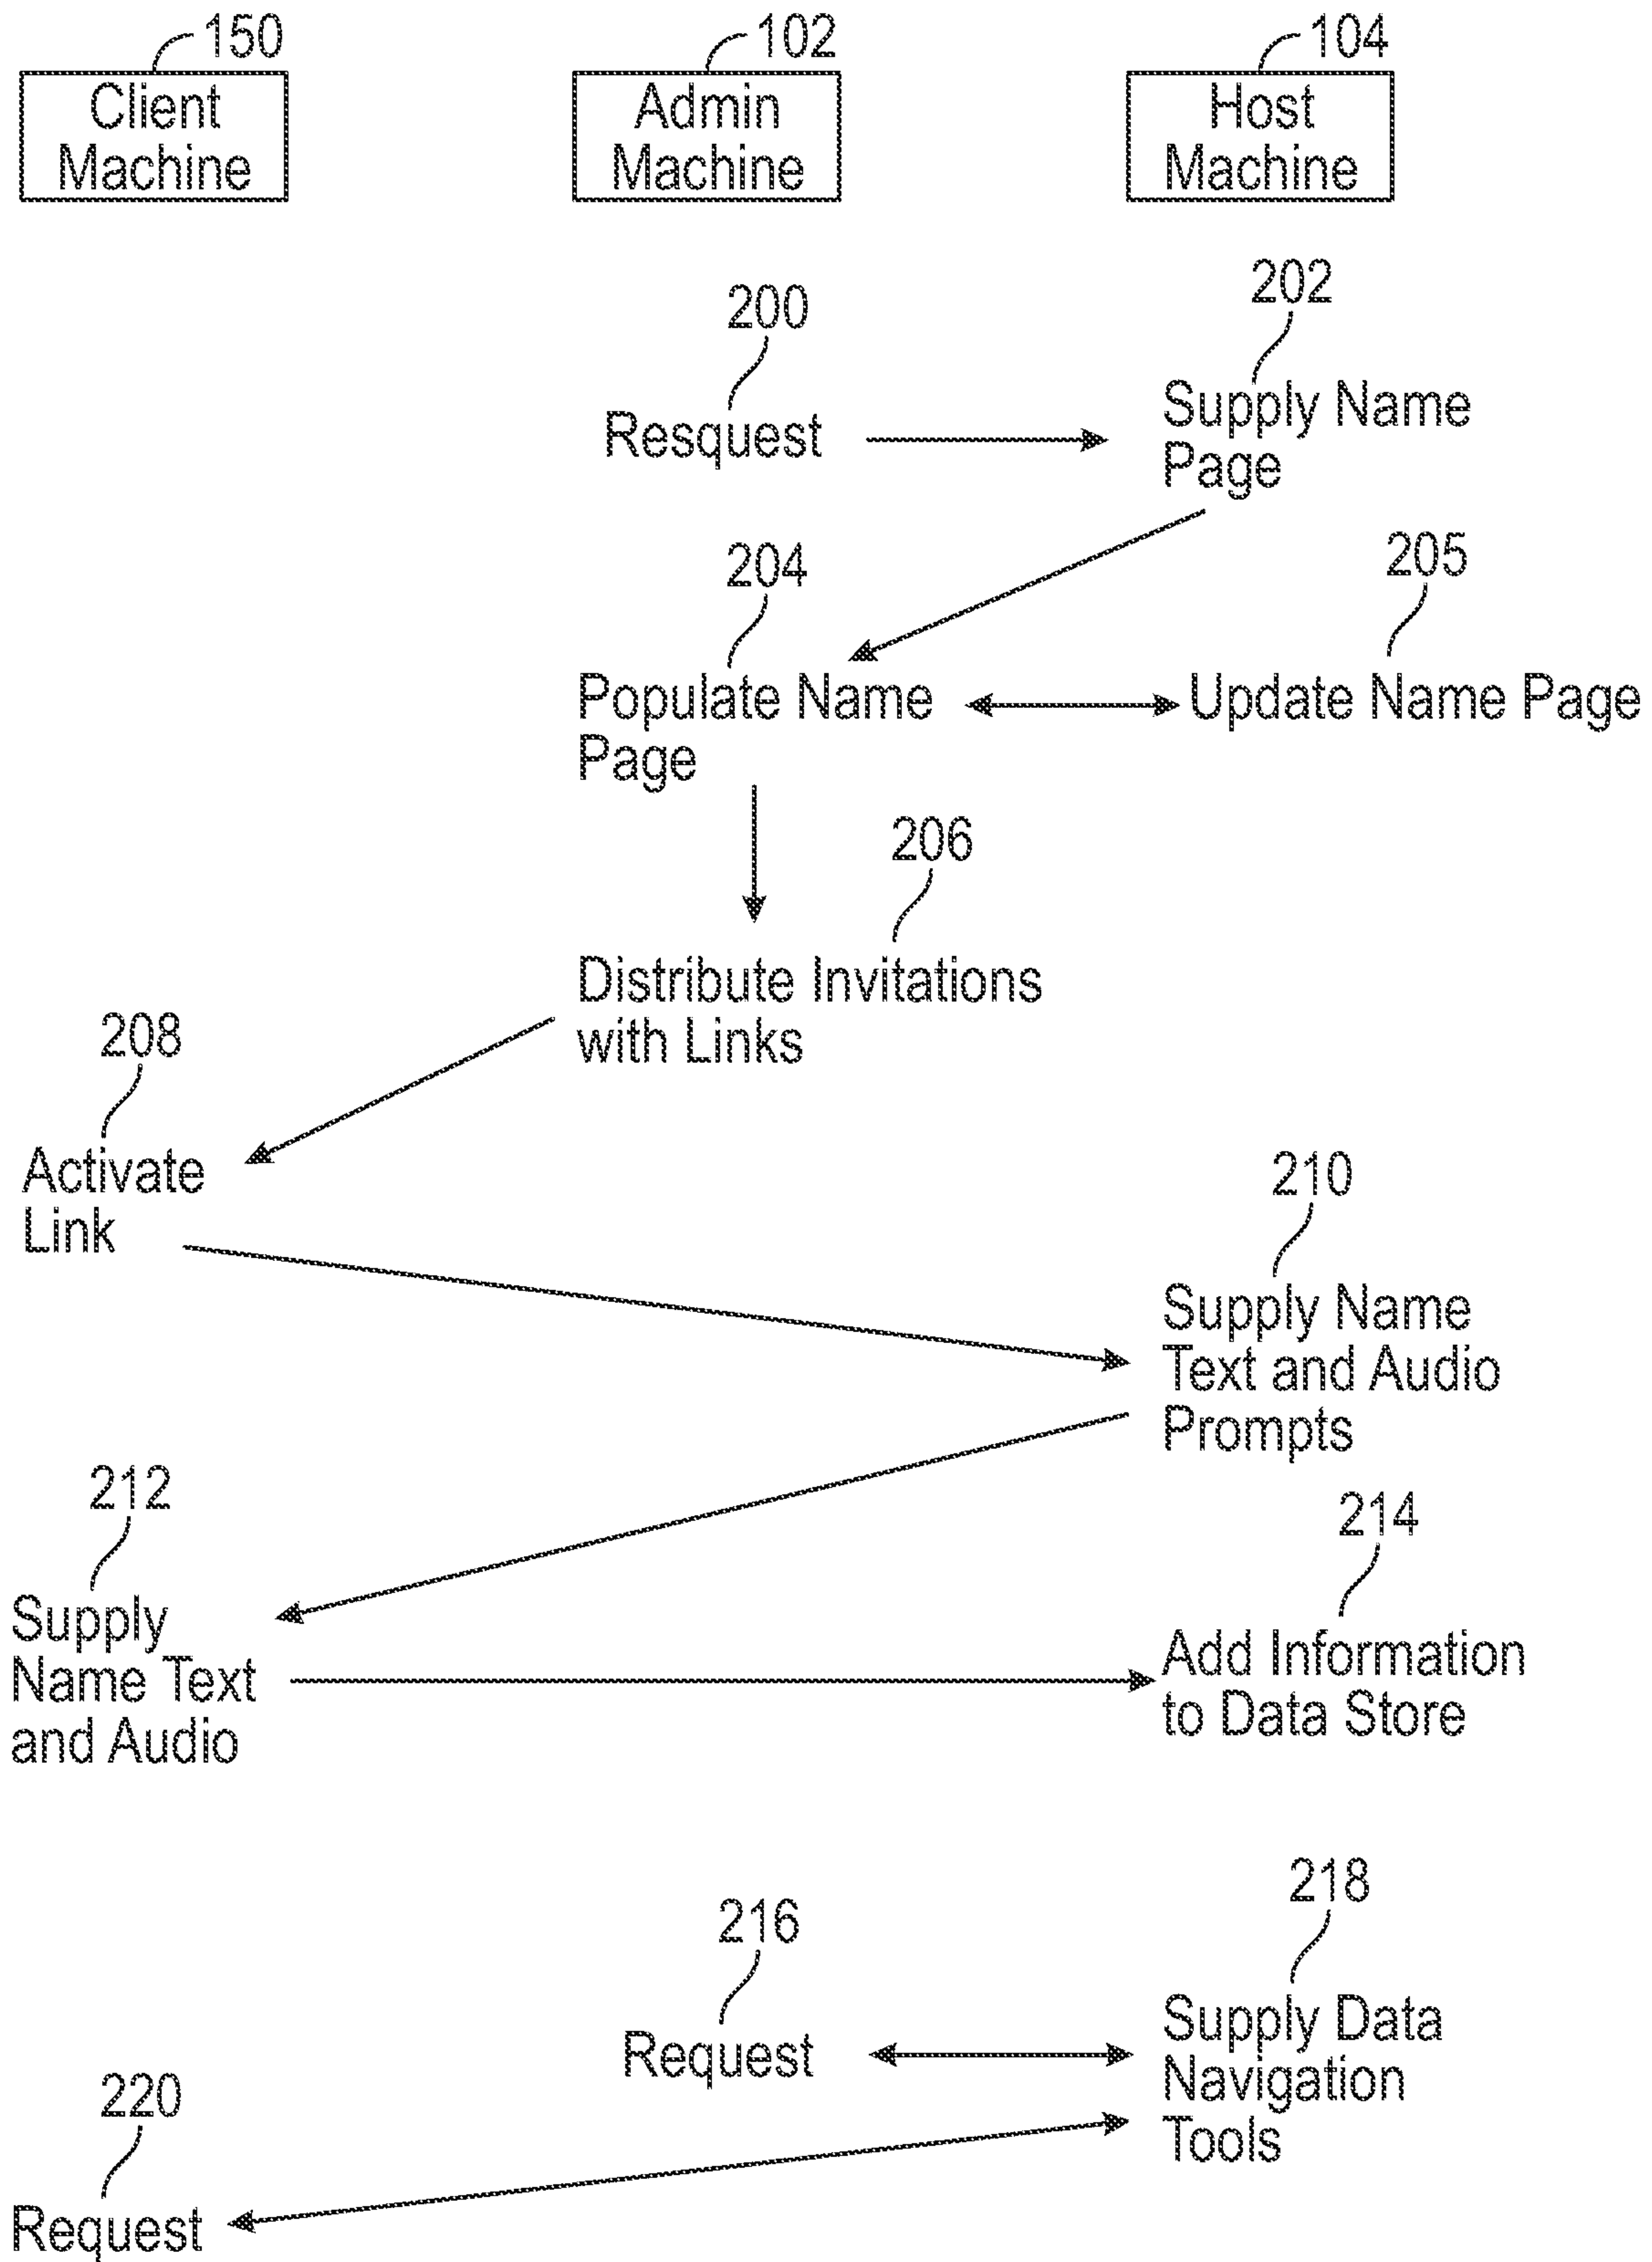 150
102
104
Client
Machine
Admin
Machine
Host
Machine
200
202
Resquest
Supply Name
Page
204
205
Populate Name
Page
Update Name Page
206
Distribute Invitations
with Links
208
Activate
Link
210
Supply Name
Text and Audio
Prompts
212
214
Supply
Name Text
and Audio
Add Information
to Data Store
216
218
Request
Supply Data
Navigation
Tools
220
Request